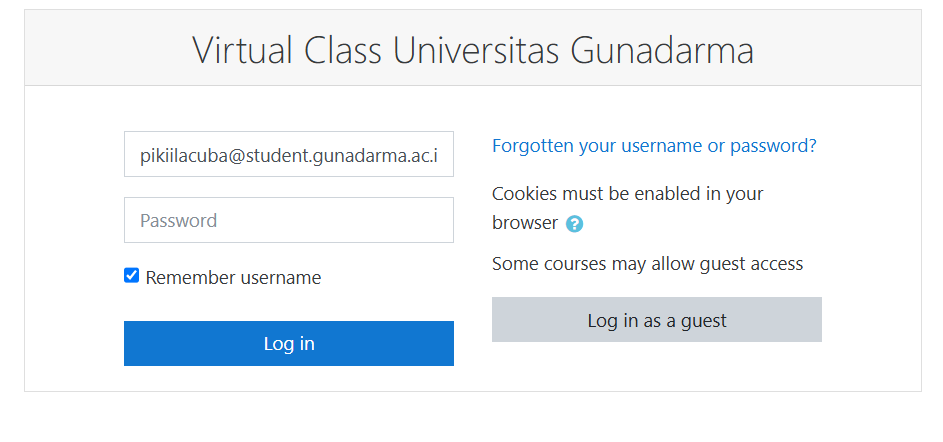 Virtual Class Universitas Gunadarma
pikiilacuba@student.gunadarma.ac.i
Password
Remember username
Log in
Forgotten your username or password?
Cookies must be enabled in your
browser ?
Some courses may allow guest access
Log in as a guest